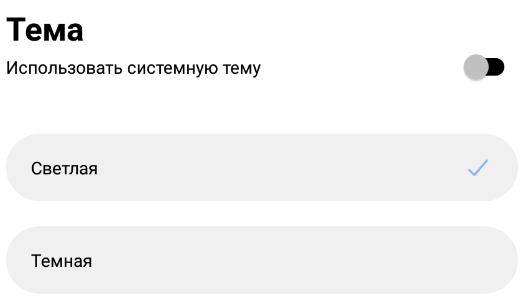 Тема
Использовать системную тему
Светлая
Темная